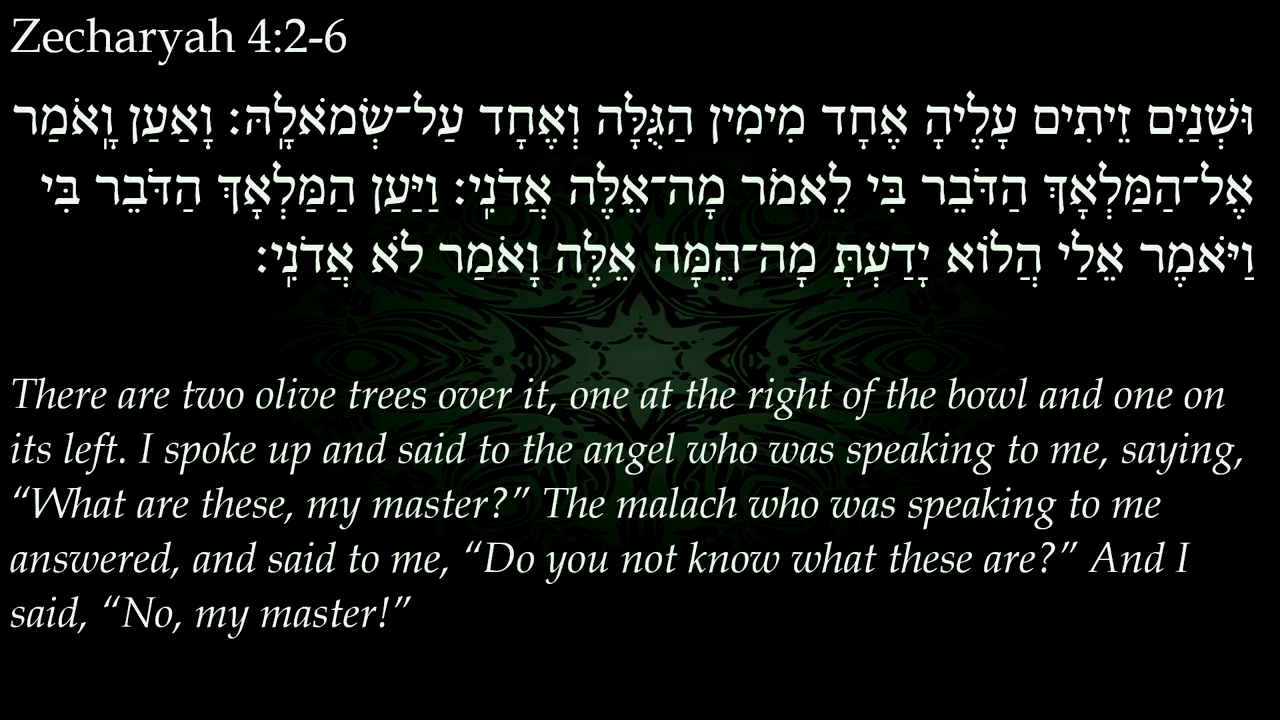 Zecharyah 4:2-6
וּשְׁנַיִם זֵיתִים עָלֶיהָ אֶחָד מִימִין הַגֻּלָּה וְאֶחָד עַל־שְׂמֹאלָהּ׃ וָאַעַן וָאֹמַר
אֶל־הַמַּלְאָךְ הַדֹּבֵר בִּי לֵאמֹר מָה־אֵלֶּה אֲדֹנִי׃ וַיַּעַן הַמַּלְאָךְ הַדֹּבֵר בִּי
וַיֹּאמֶר אֵלַי הֲלוֹא יָדַעְתָּ מָה־הֵמָּה אֵלֶּה וָאֹמַר לֹא אֲדֹנִי׃
There are two olive trees over it, one at the right of the bowl and one on
its left. I spoke up and said to the angel who was speaking to me, saying,
“What are these, my master?” The malach who was speaking to me
answered, and said to me, “Do you not know what these are?” And I
said, “No, my master!”